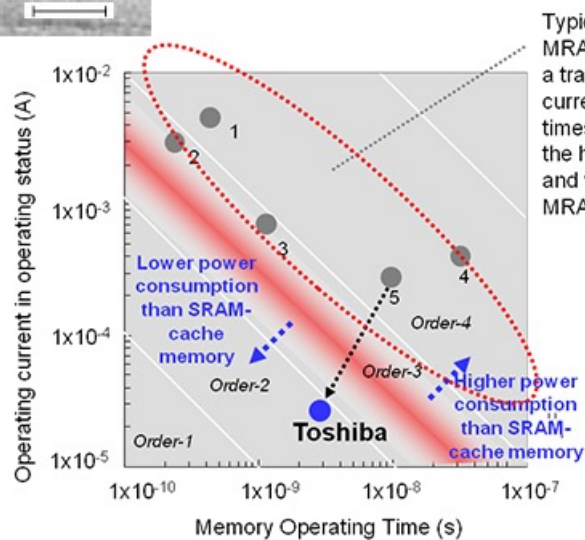 Operating current in operating status (A)
1x10-2
1x10-3
1x10-4
1x10-5
1x10-10
1x10-9
1x10-8
1x10-7
Memory Operating Time (s)
1
2
3
4
5
Lower power
consumption
than SRAM-
cache
memory
Order-1
Order-2
Order-3
Order-4
Toshiba
Higher power
consumption
than SRAM-
cache memory
MRA
a tra
curre
times
the h
and
MRA